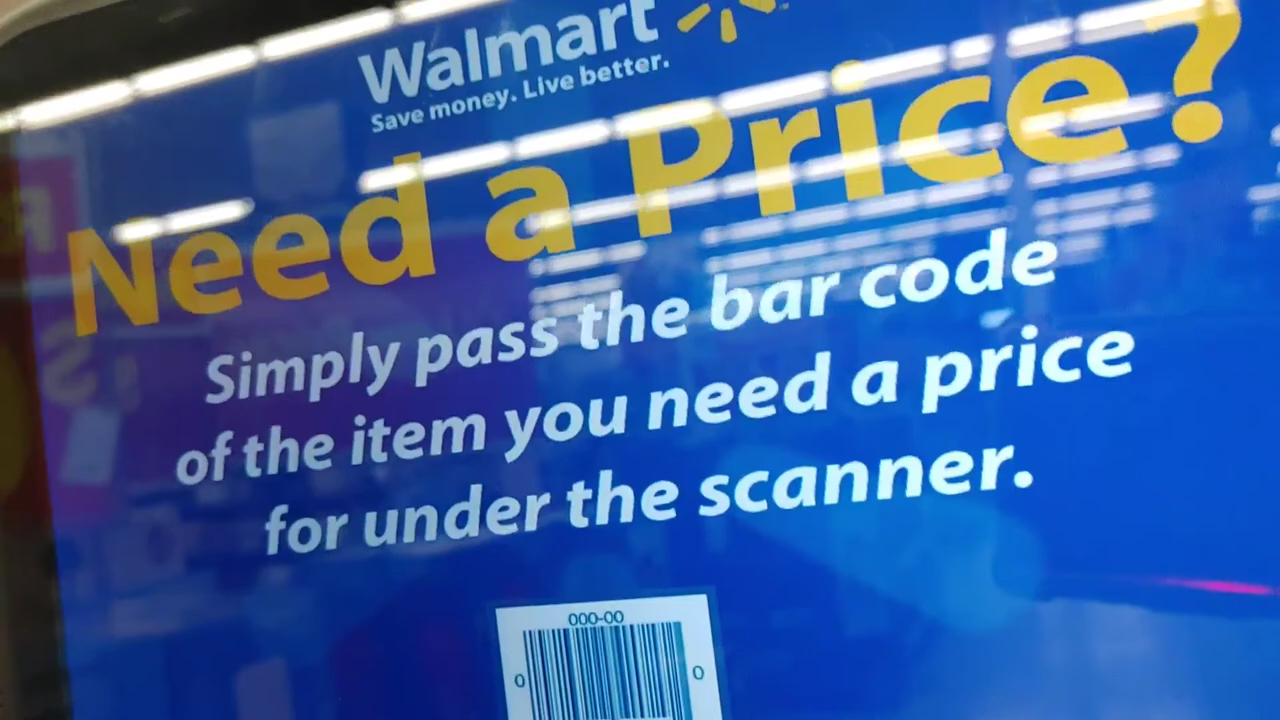 Walmart
Save money. Live better.
Need a Price?
Simply pass the bar code
of the item you need a price
for under the scanner.
000-00
0 0